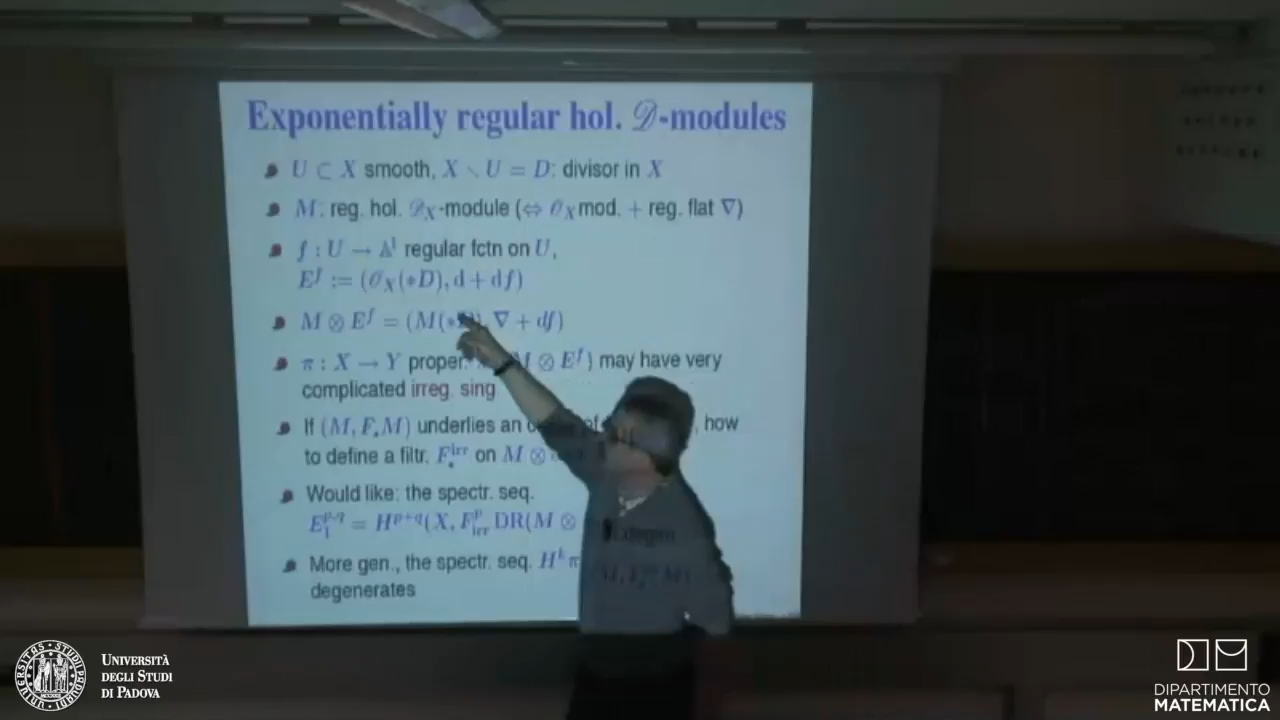 Exponentially regular hol. 𝒟-modules
U ⊂ X smooth, X ∖ U = D: divisor in X
M: reg. hol. 𝒟_X-module (⇔ 𝒪_X mod. + reg. flat ∇)
f : U → 𝔸¹ regular fctn on U,
E^f := (𝒪_X(∗D), d + df)
M ⊗ E^f = (M(∗ ), ∇ + df)
π : X → Y proper: M ⊗ E^f) may have very
complicated irreg. sing
If (M, F_•M) underlies an of , how
to define a filtr. F_•^irr on M ⊗
Would like: the spectr. seq.
E_1^{p,q} = H^{p+q}(X, F^p_irr DR(M ⊗
More gen., the spectr. seq. H^k π
degenerates
UNIVERSITÀ
DEGLI STUDI
DI PADOVA
DIPARTIMENTO
MATEMATICA